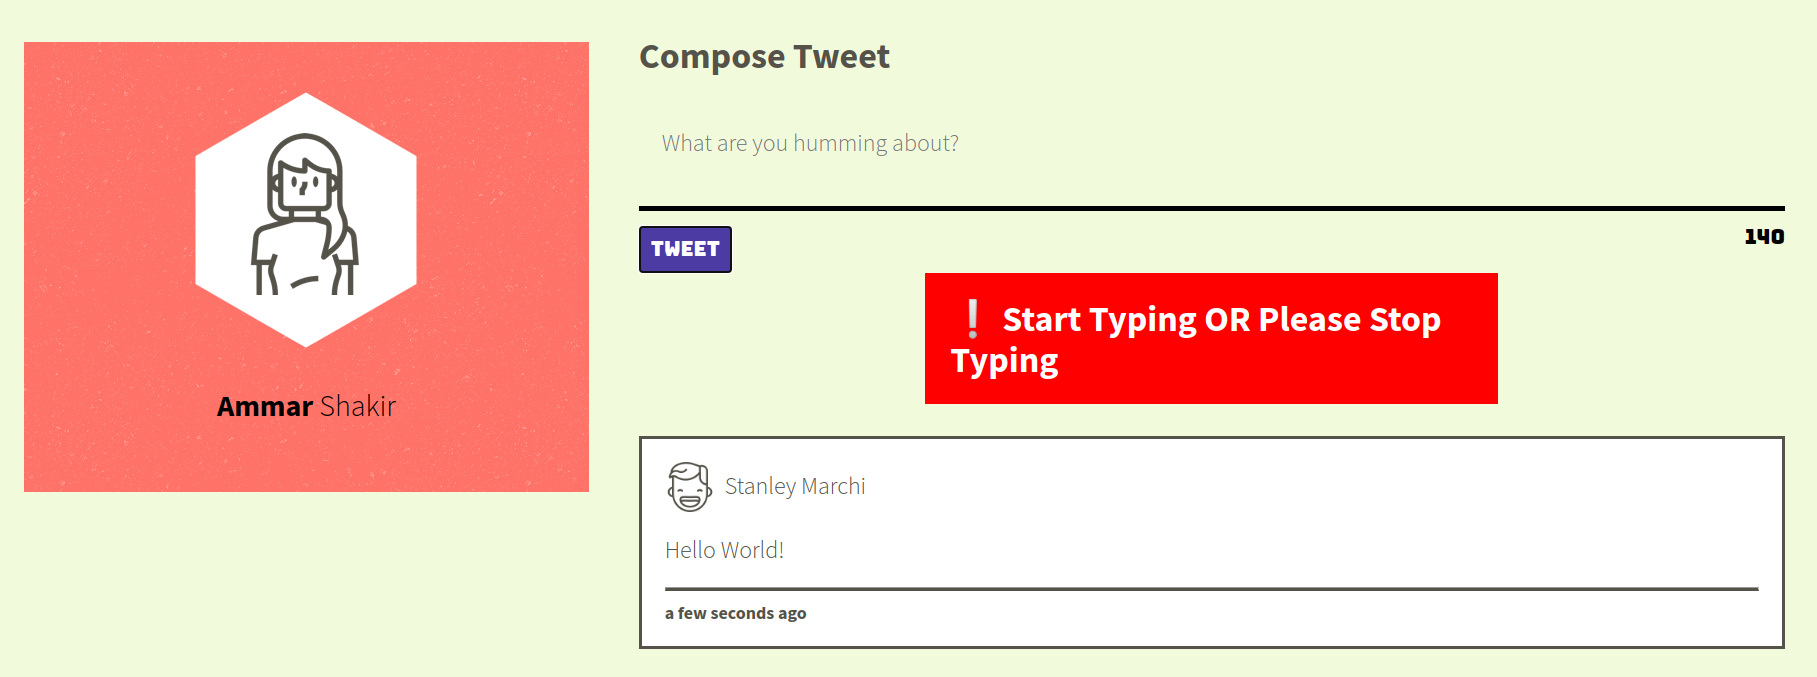 Ammar Shakir
Compose Tweet
What are you humming about?
TWEET
140
❗ Start Typing OR Please Stop
Typing
Stanley Marchi
Hello World!
a few seconds ago